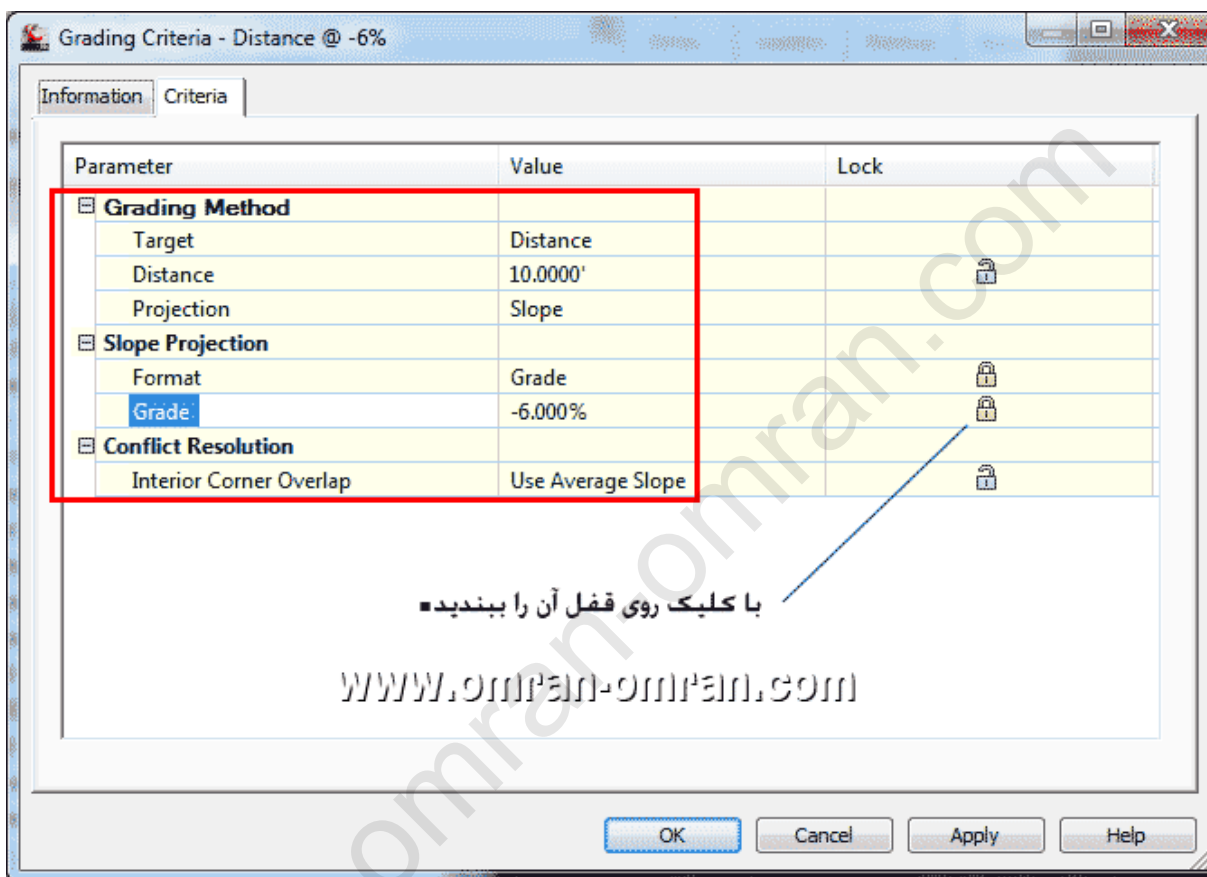 Grading Criteria - Distance @ -6%
Information Criteria
Parameter Value Lock
Grading Method
Target Distance
Distance 10.0000'
Projection Slope
Slope Projection
Format Grade
Grade -6.000%
Conflict Resolution
Interior Corner Overlap Use Average Slope
با کلیک روی قفل آن را ببندید.
www.omran-omran.com
omran-omran.com
OK Cancel Apply Help